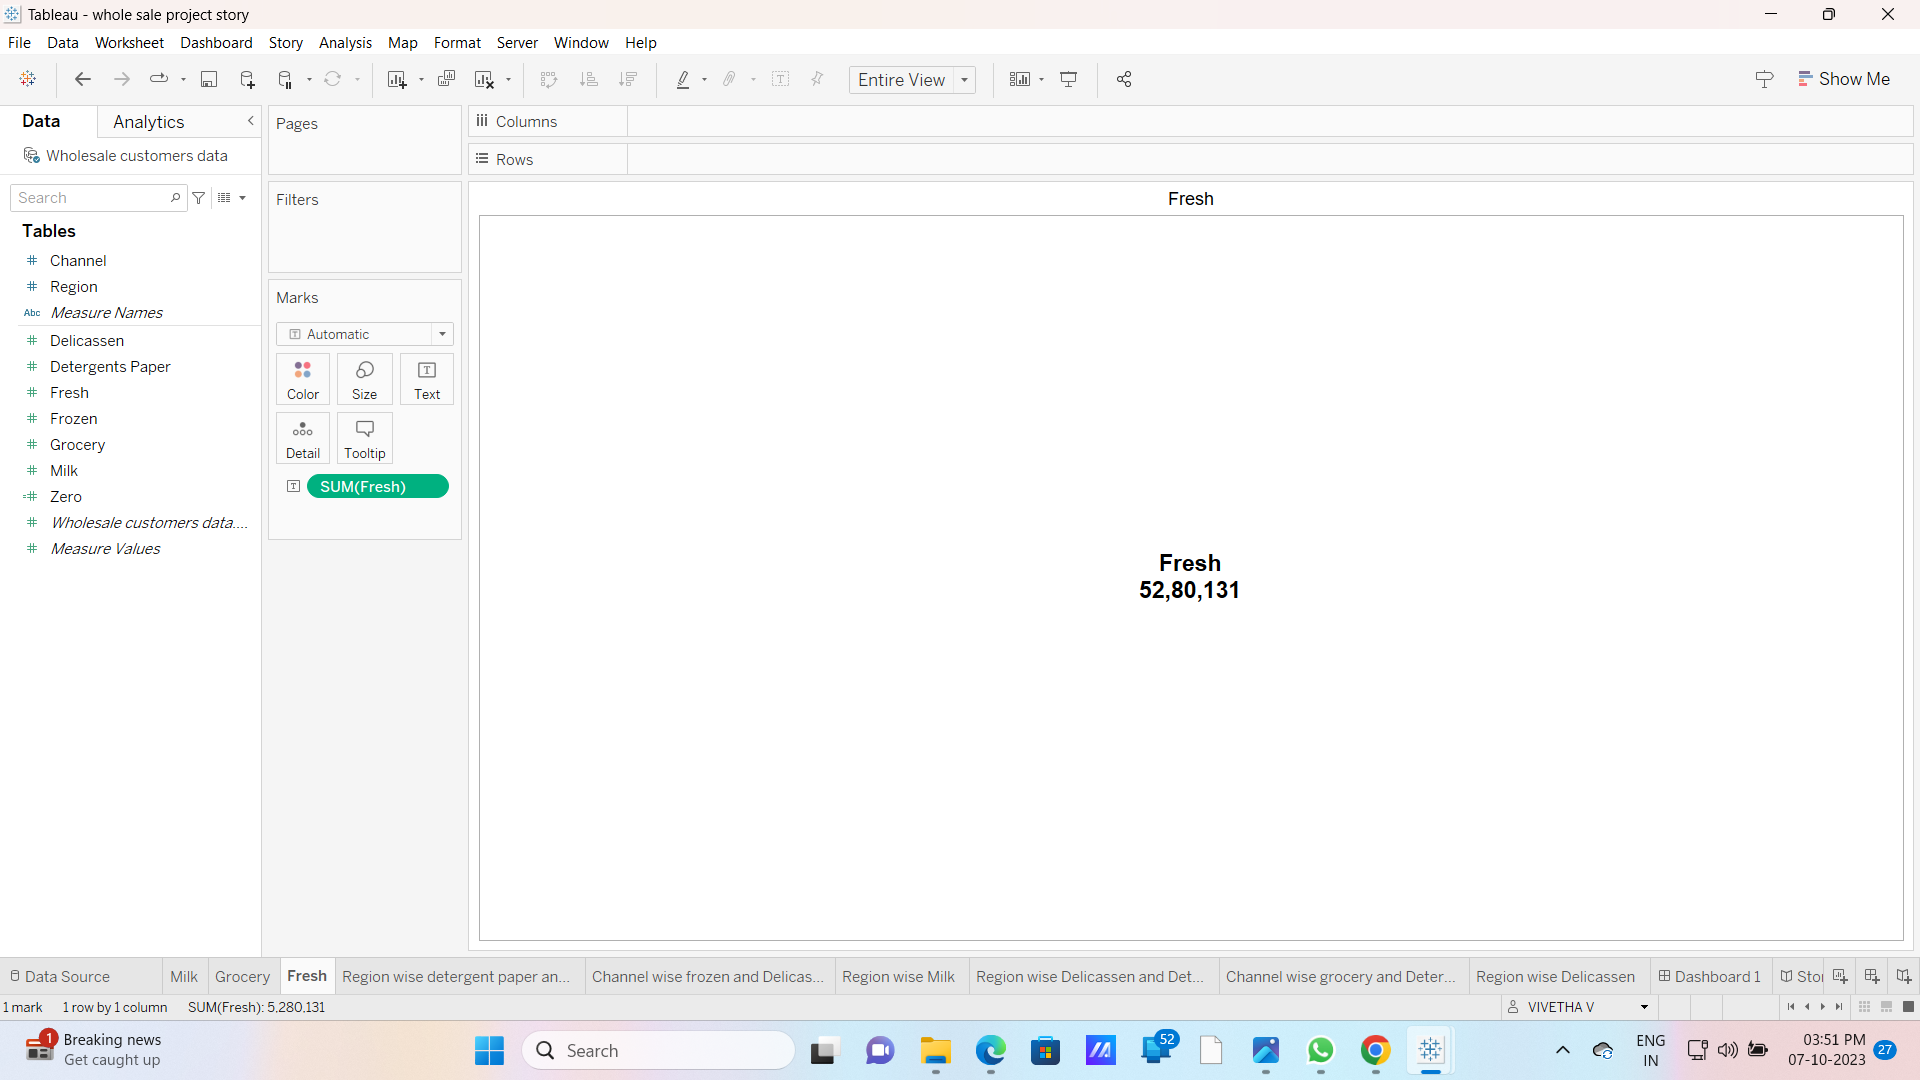 Tableau - whole sale project story
File Data Worksheet Dashboard Story Analysis Map Format Server Window Help
Entire View
Show Me
Data Analytics
Wholesale customers data
Search
Tables
# Channel
# Region
Abc Measure Names
# Delicassen
# Detergents Paper
# Fresh
# Frozen
# Grocery
# Milk
=# Zero
# Wholesale customers data....
# Measure Values
Pages
Filters
Marks
T Automatic
Color Size T Text
Detail Tooltip
T SUM(Fresh)
Columns
Rows
Fresh
Fresh
52,80,131
Data Source Milk Grocery Fresh Region wise detergent paper an... Channel wise frozen and Delicas... Region wise Milk Region wise Delicassen and Det... Channel wise grocery and Deter... Region wise Delicassen Dashboard 1 Sto
1 mark 1 row by 1 column SUM(Fresh): 5,280,131 VIVETHA V
1 Breaking news
Get caught up
Search
52
ENG
IN
03:51 PM
07-10-2023
27